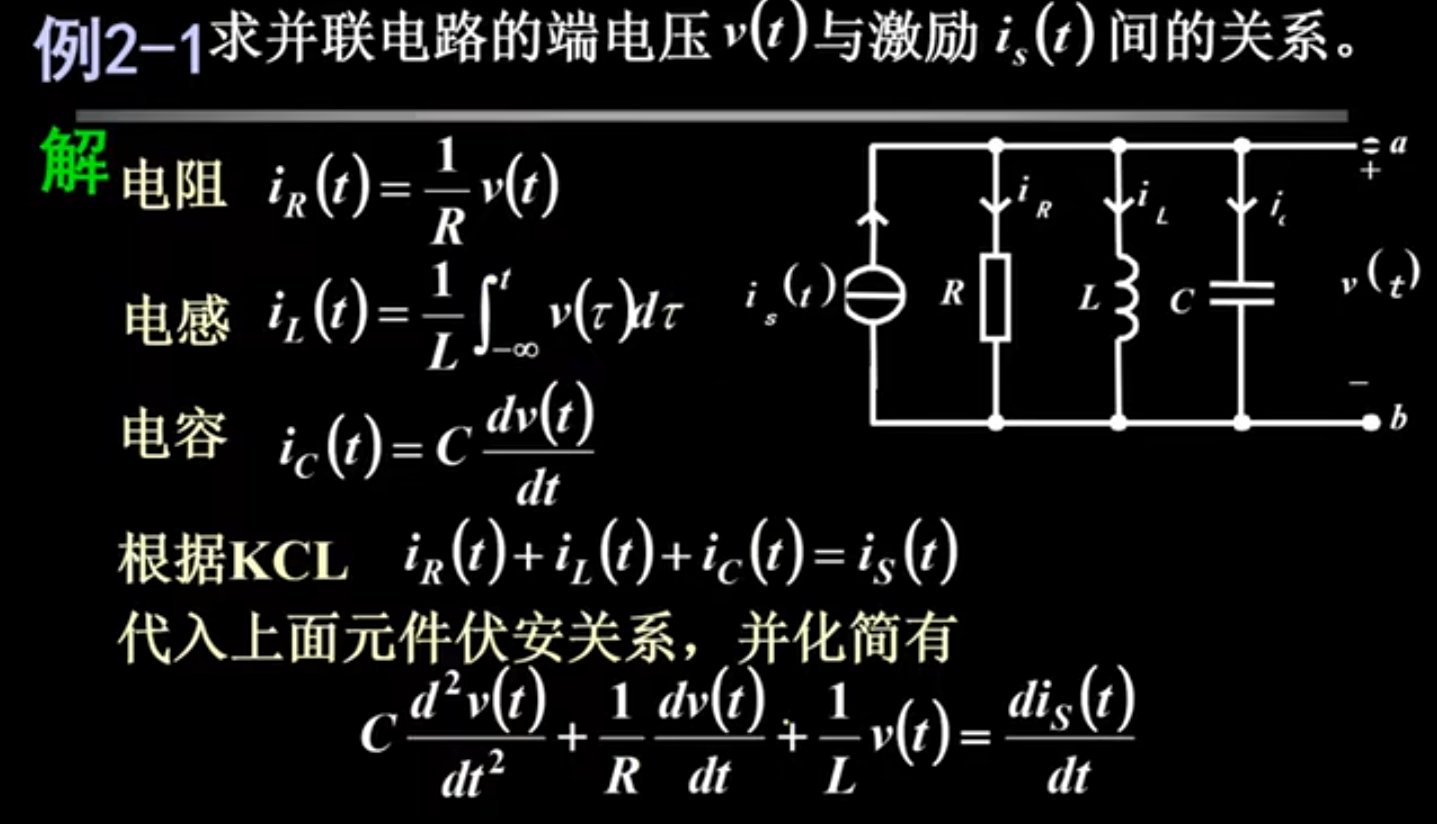 例2-1求并联电路的端电压 v(t)与激励 i_s(t) 间的关系。
解
电阻 i_R(t)=\frac{1}{R}v(t)
电感 i_L(t)=\frac{1}{L}\int_{-\infty}^{t}v(τ)dτ
电容 i_C(t)=C\frac{dv(t)}{dt}
i_s(t)
R
i_R
L
i_L
C
i_c
a
+
v(t)
−
b
根据KCL i_R(t)+i_L(t)+i_C(t)=i_S(t)
代入上面元件伏安关系，并化简有
C\frac{d^2v(t)}{dt^2}+\frac{1}{R}\frac{dv(t)}{dt}+\frac{1}{L}v(t)=\frac{di_S(t)}{dt}